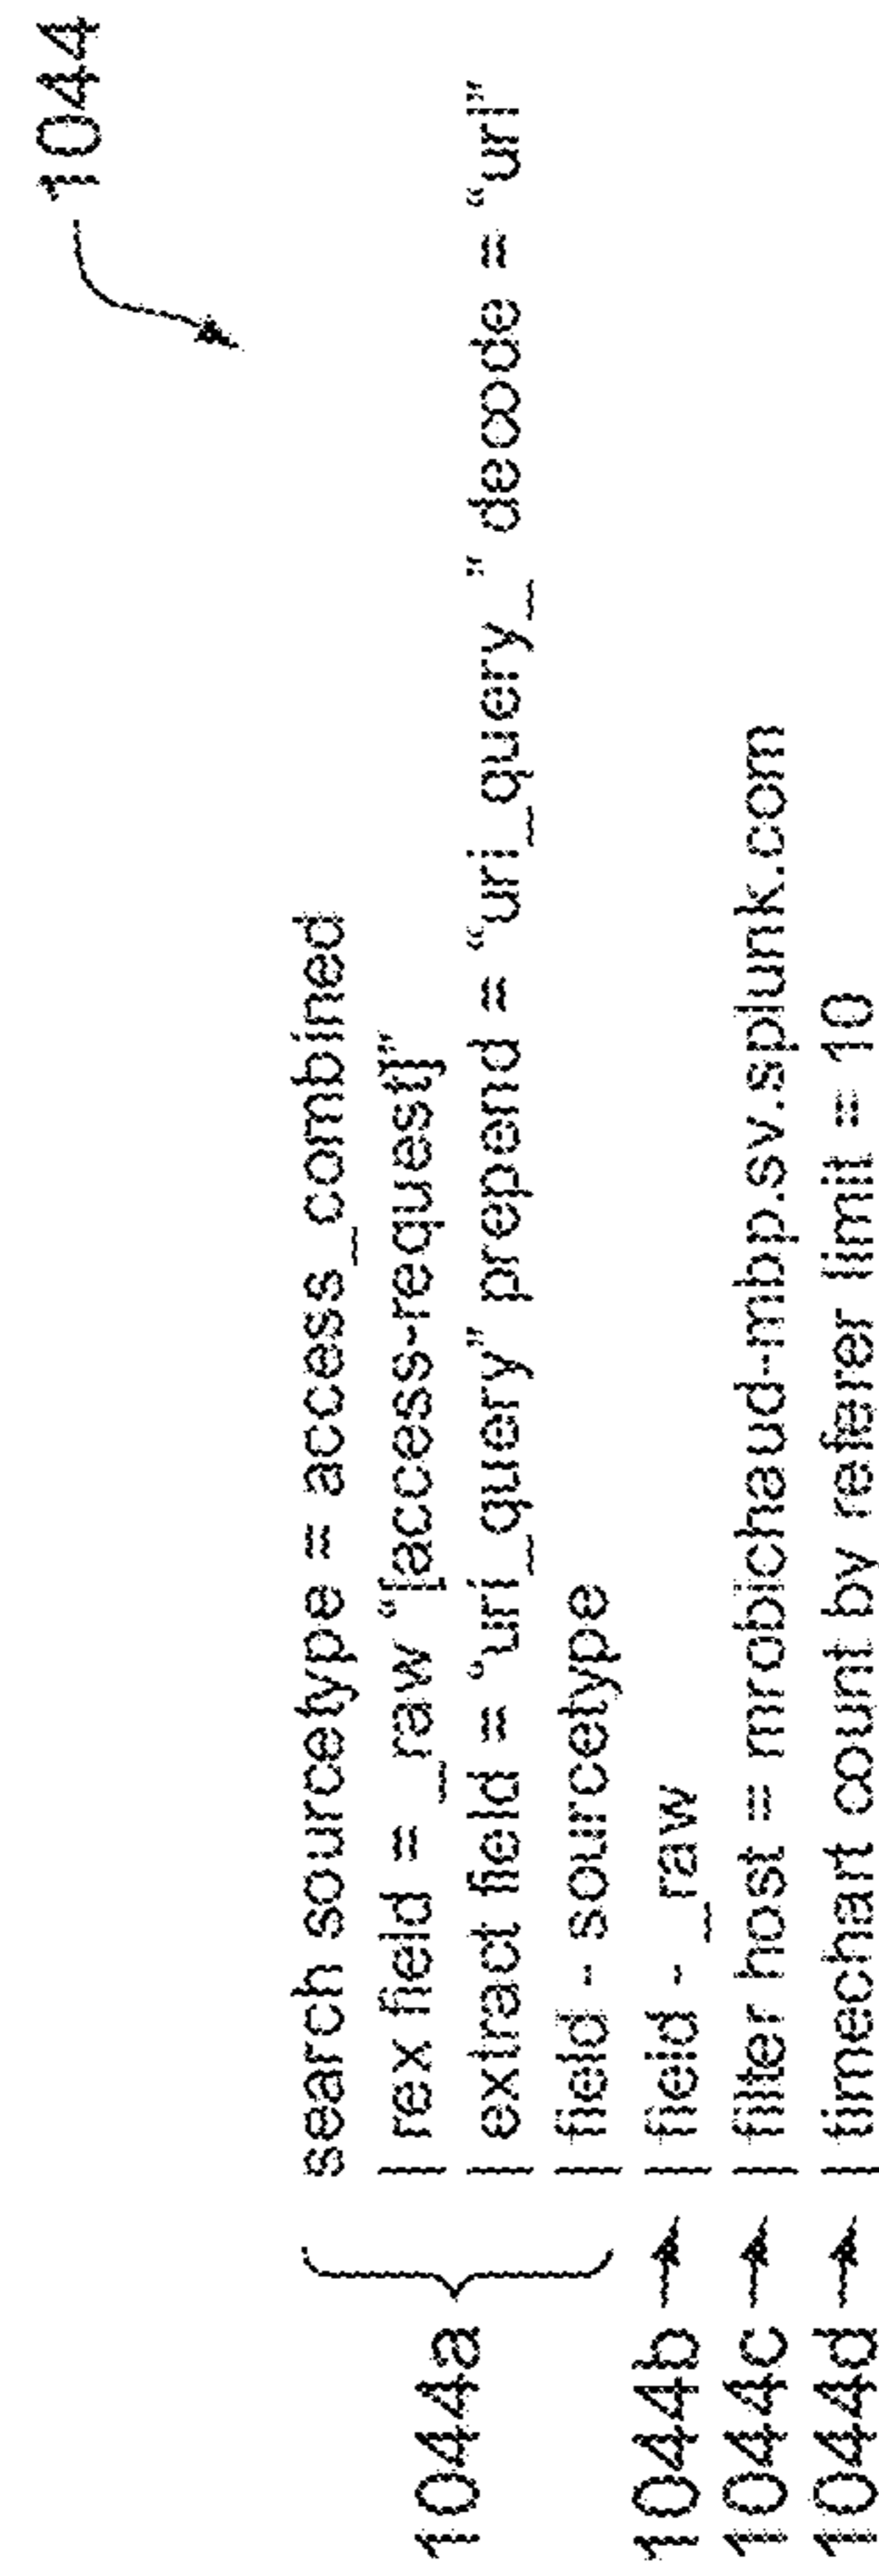 1044
search sourcetype = access_combined
| rex field = _raw “[access-request]”
| extract field = “uri_query” prepend = “uri_query_” decode = “url”
| field - sourcetype
1044a
1044b | field - _raw
1044c | filter host = mrobichaud-mbp.sv.splunk.com
1044d | timechart count by referer limit = 10